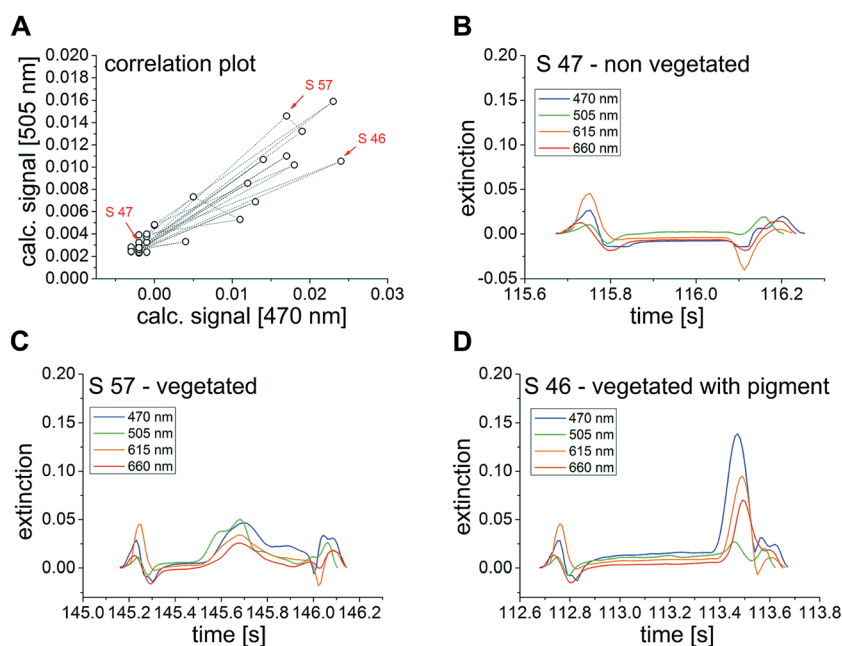 A
correlation plot
calc. signal [505 nm]
0.020
0.018
0.016
0.014
0.012
0.010
0.008
0.006
0.004
0.002
0.000
S 57
S 46
S 47
0.00
0.01
0.02
0.03
calc. signal [470 nm]
B
S 47 - non vegetated
extinction
0.20
0.15
0.10
0.05
0.00
-0.05
470 nm
505 nm
615 nm
660 nm
115.6
115.8
116.0
116.2
time [s]
C
S 57 - vegetated
extinction
0.20
0.15
0.10
0.05
0.00
470 nm
505 nm
615 nm
660 nm
145.0
145.2
145.4
145.6
145.8
146.0
146.2
time [s]
D
S 46 - vegetated with pigment
extinction
0.20
0.15
0.10
0.05
0.00
470 nm
505 nm
615 nm
660 nm
112.6
112.8
113.0
113.2
113.4
113.6
113.8
time [s]